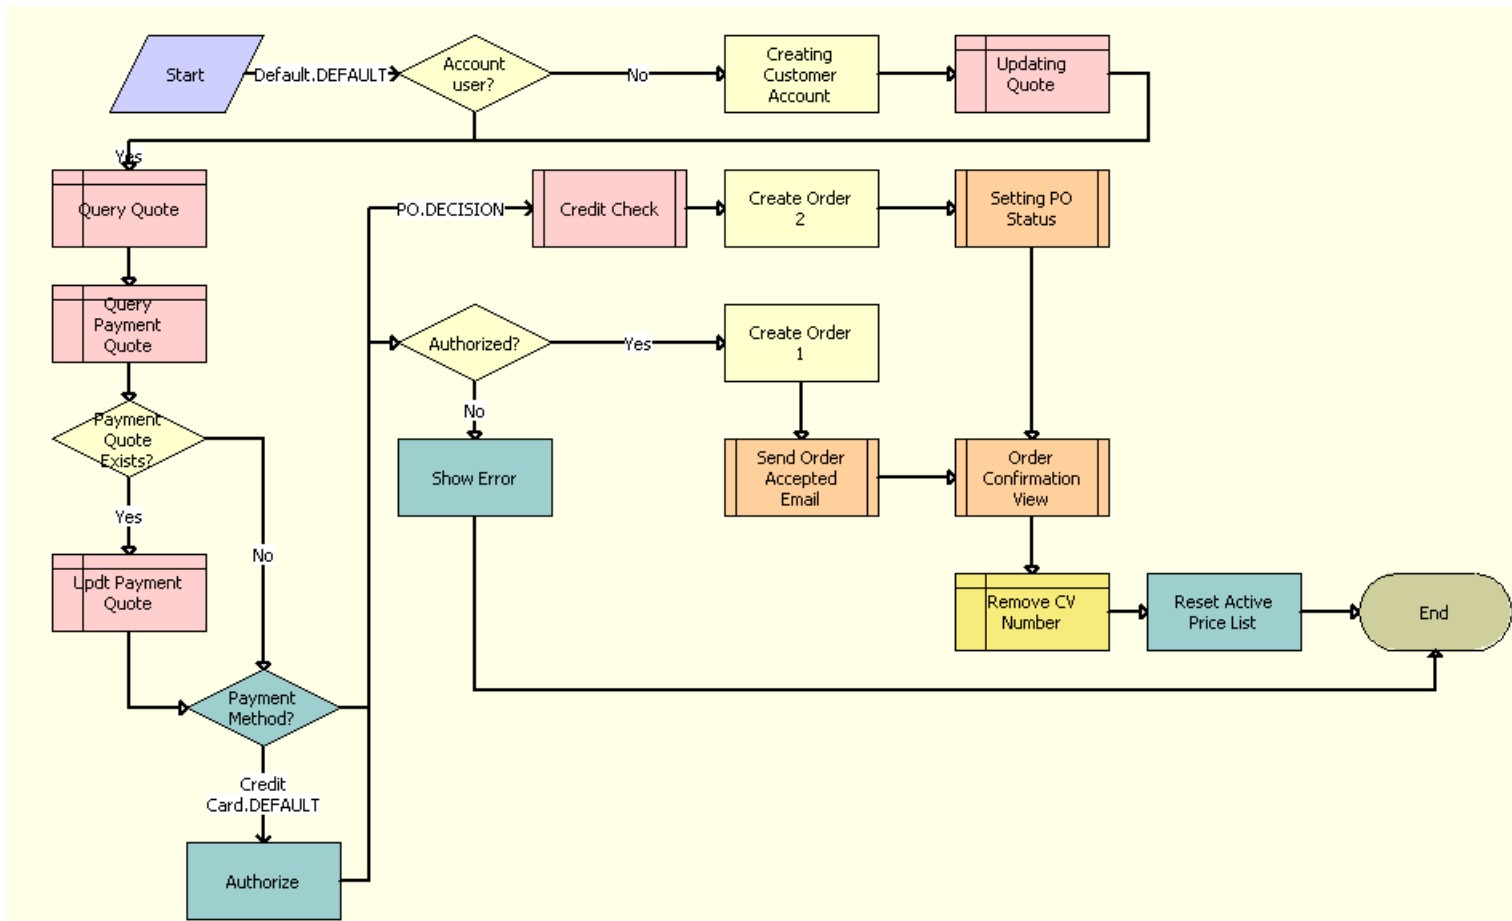 Start
Default.DEFAULT
Account
user?
No
Creating
Customer
Account
Updating
Quote
Yes
Query Quote
PO.DECISION
Credit Check
Create Order
2
Setting PO
Status
Query
Payment
Quote
Authorized?
Yes
Create Order
1
Payment
Quote
Exists?
No
Show Error
Send Order
Accepted
Email
Order
Confirmation
View
Yes
No
Updt Payment
Quote
Remove CV
Number
Reset Active
Price List
End
Payment
Method?
Credit
Card.DEFAULT
Authorize